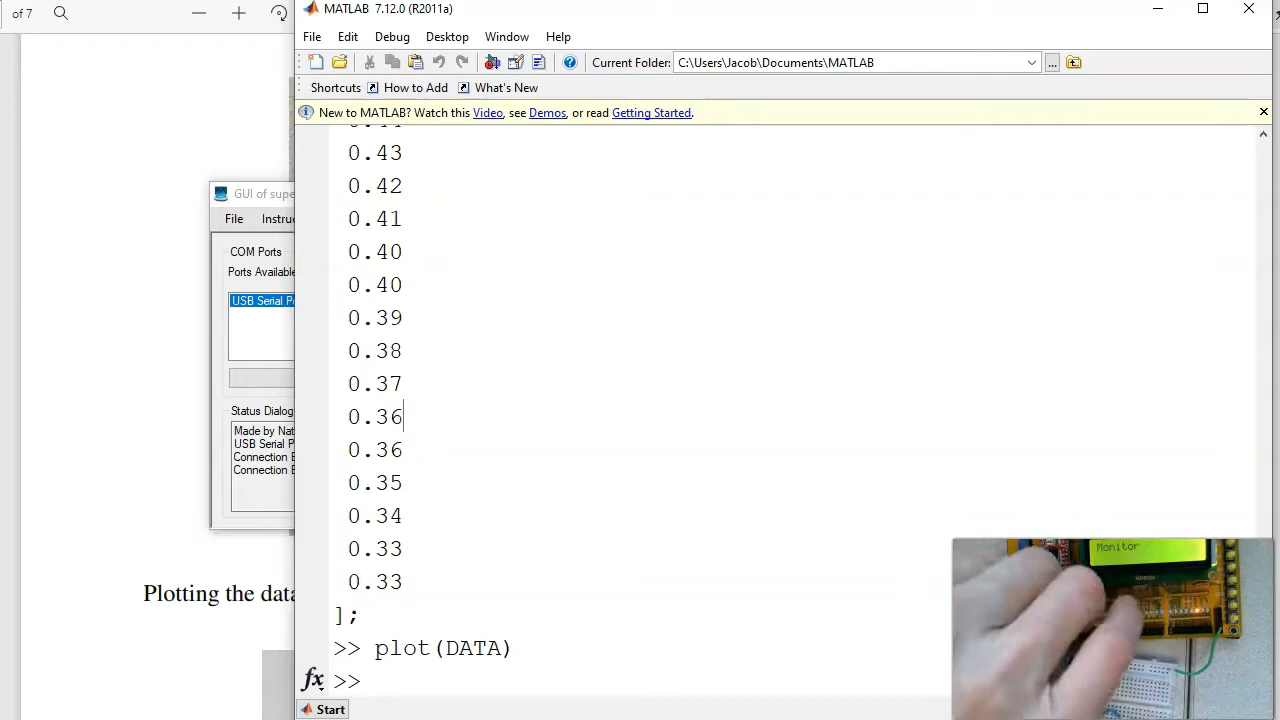 of 7
MATLAB 7.12.0 (R2011a)
File Edit Debug Desktop Window Help
Current Folder: C:\Users\Jacob\Documents\MATLAB ...
Shortcuts How to Add What's New
New to MATLAB? Watch this Video, see Demos, or read Getting Started.
0.43
0.42
0.41
0.40
0.40
0.39
0.38
0.37
0.36
0.36
0.35
0.34
0.33
0.33
];
>> plot(DATA)
fx >>
Start
GUI of supe
File Instruc
COM Ports
Ports Available
USB Serial P
Status Dialog
Made by Nat
USB Serial P
Connection E
Connection E
Plotting the data
Monitor